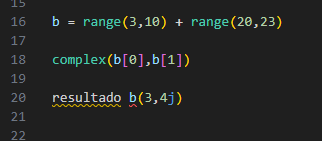 15
16 b = range(3,10) + range(20,23)
17
18 complex(b[0],b[1])
19
20 resultado b(3,4j)
21
22